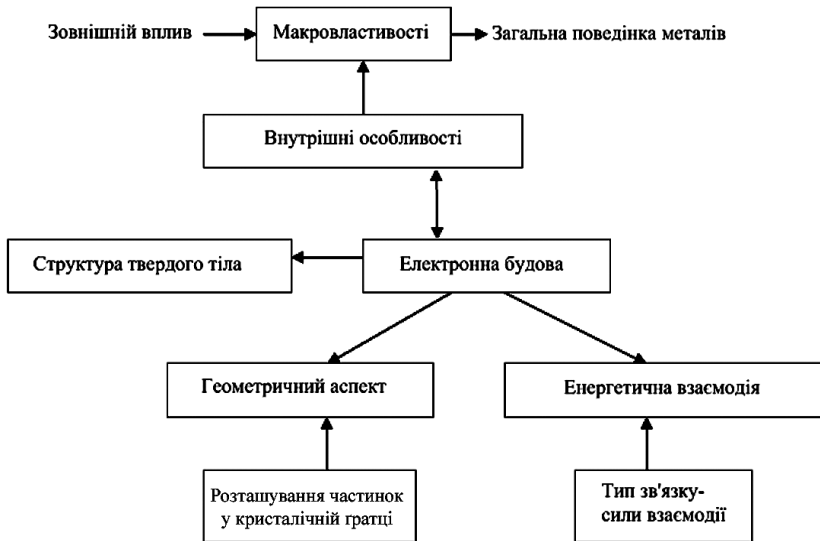 Зовнішній вплив
Макровластивості
Загальна поведінка металів
Внутрішні особливості
Структура твердого тіла
Електронна будова
Геометричний аспект
Енергетична взаємодія
Розташування частинок
у кристалічній ґратці
Тип зв'язку-
сили взаємодії